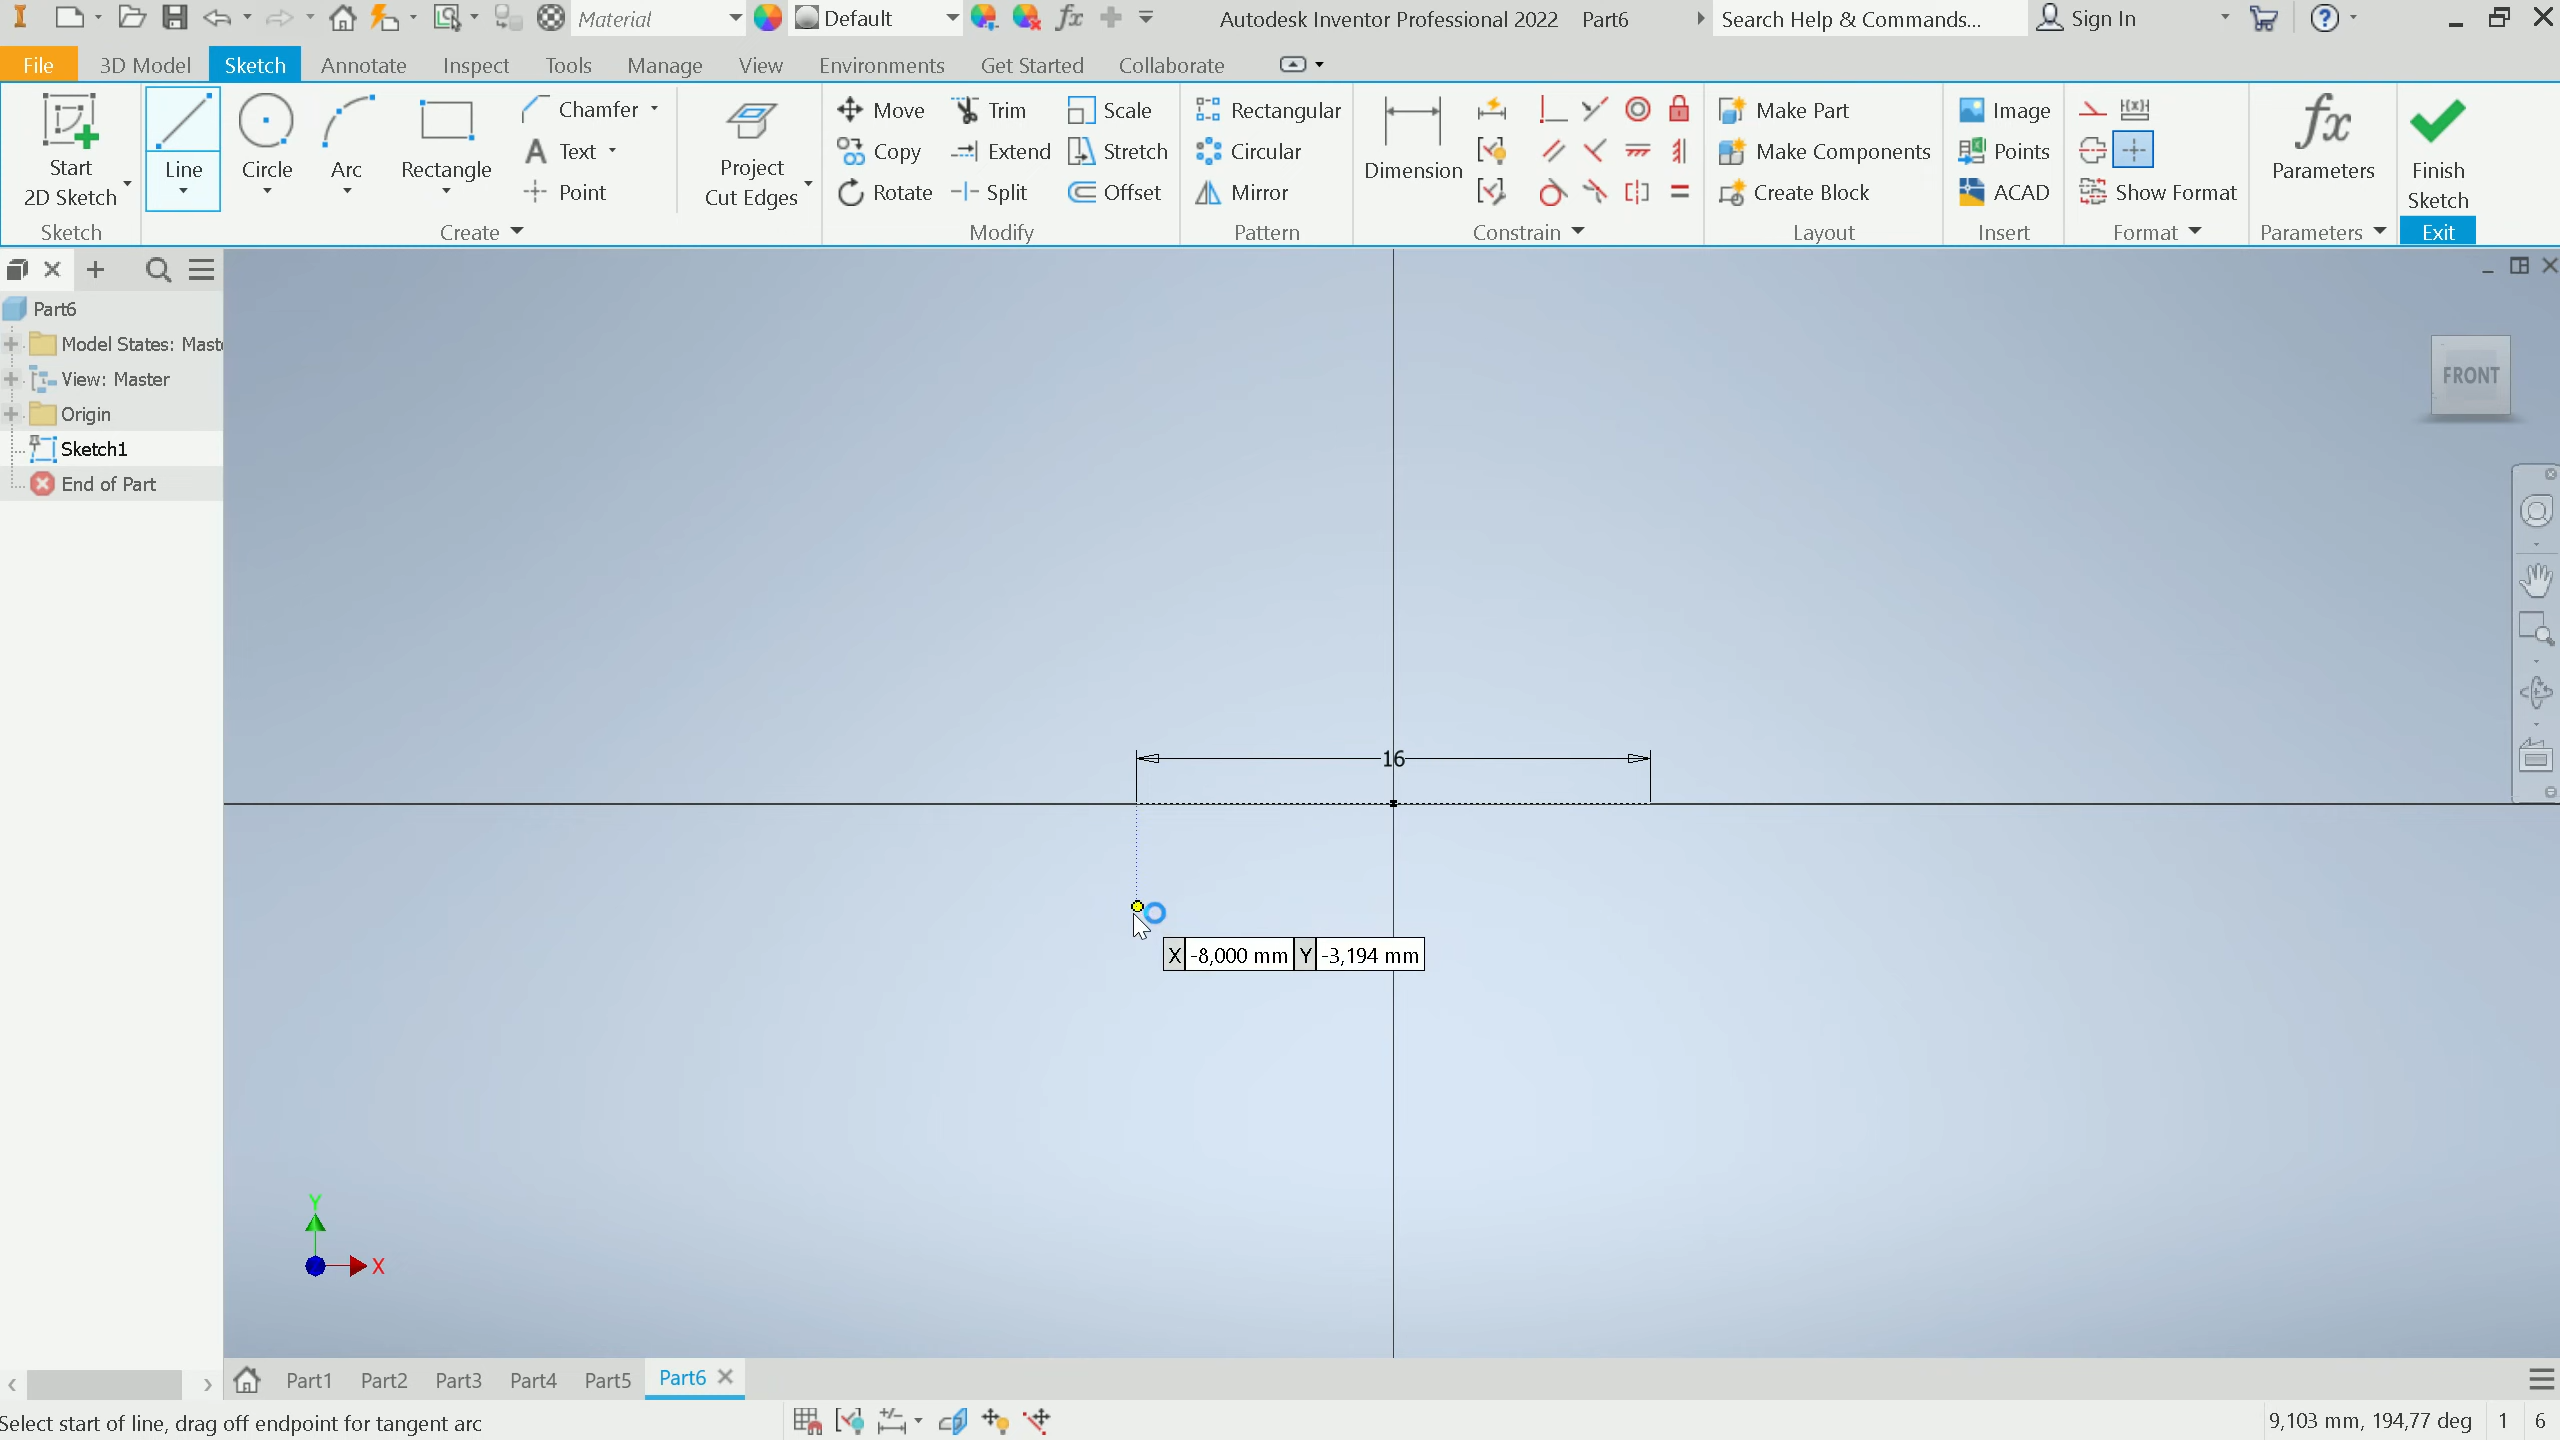 Material
Default
Autodesk Inventor Professional 2022 Part6
Search Help & Commands...
Sign In
File 3D Model Sketch Annotate Inspect Tools Manage View Environments Get Started Collaborate
Start
2D Sketch
Line
Circle
Arc
Rectangle
Chamfer
Text
Point
Project
Cut Edges
Move
Copy
Rotate
Trim
Extend
Split
Scale
Stretch
Offset
Rectangular
Circular
Mirror
Dimension
Make Part
Make Components
Create Block
Image
Points
ACAD
Show Format
fx
Parameters
Finish
Sketch
Sketch Create Modify Pattern Constrain Layout Insert Format Parameters Exit
Part6
Model States: Mast
View: Master
Origin
Sketch1
End of Part
FRONT
16
X -8,000 mm Y -3,194 mm
Y
X
Part1 Part2 Part3 Part4 Part5 Part6
Select start of line, drag off endpoint for tangent arc
9,103 mm, 194,77 deg 1 6